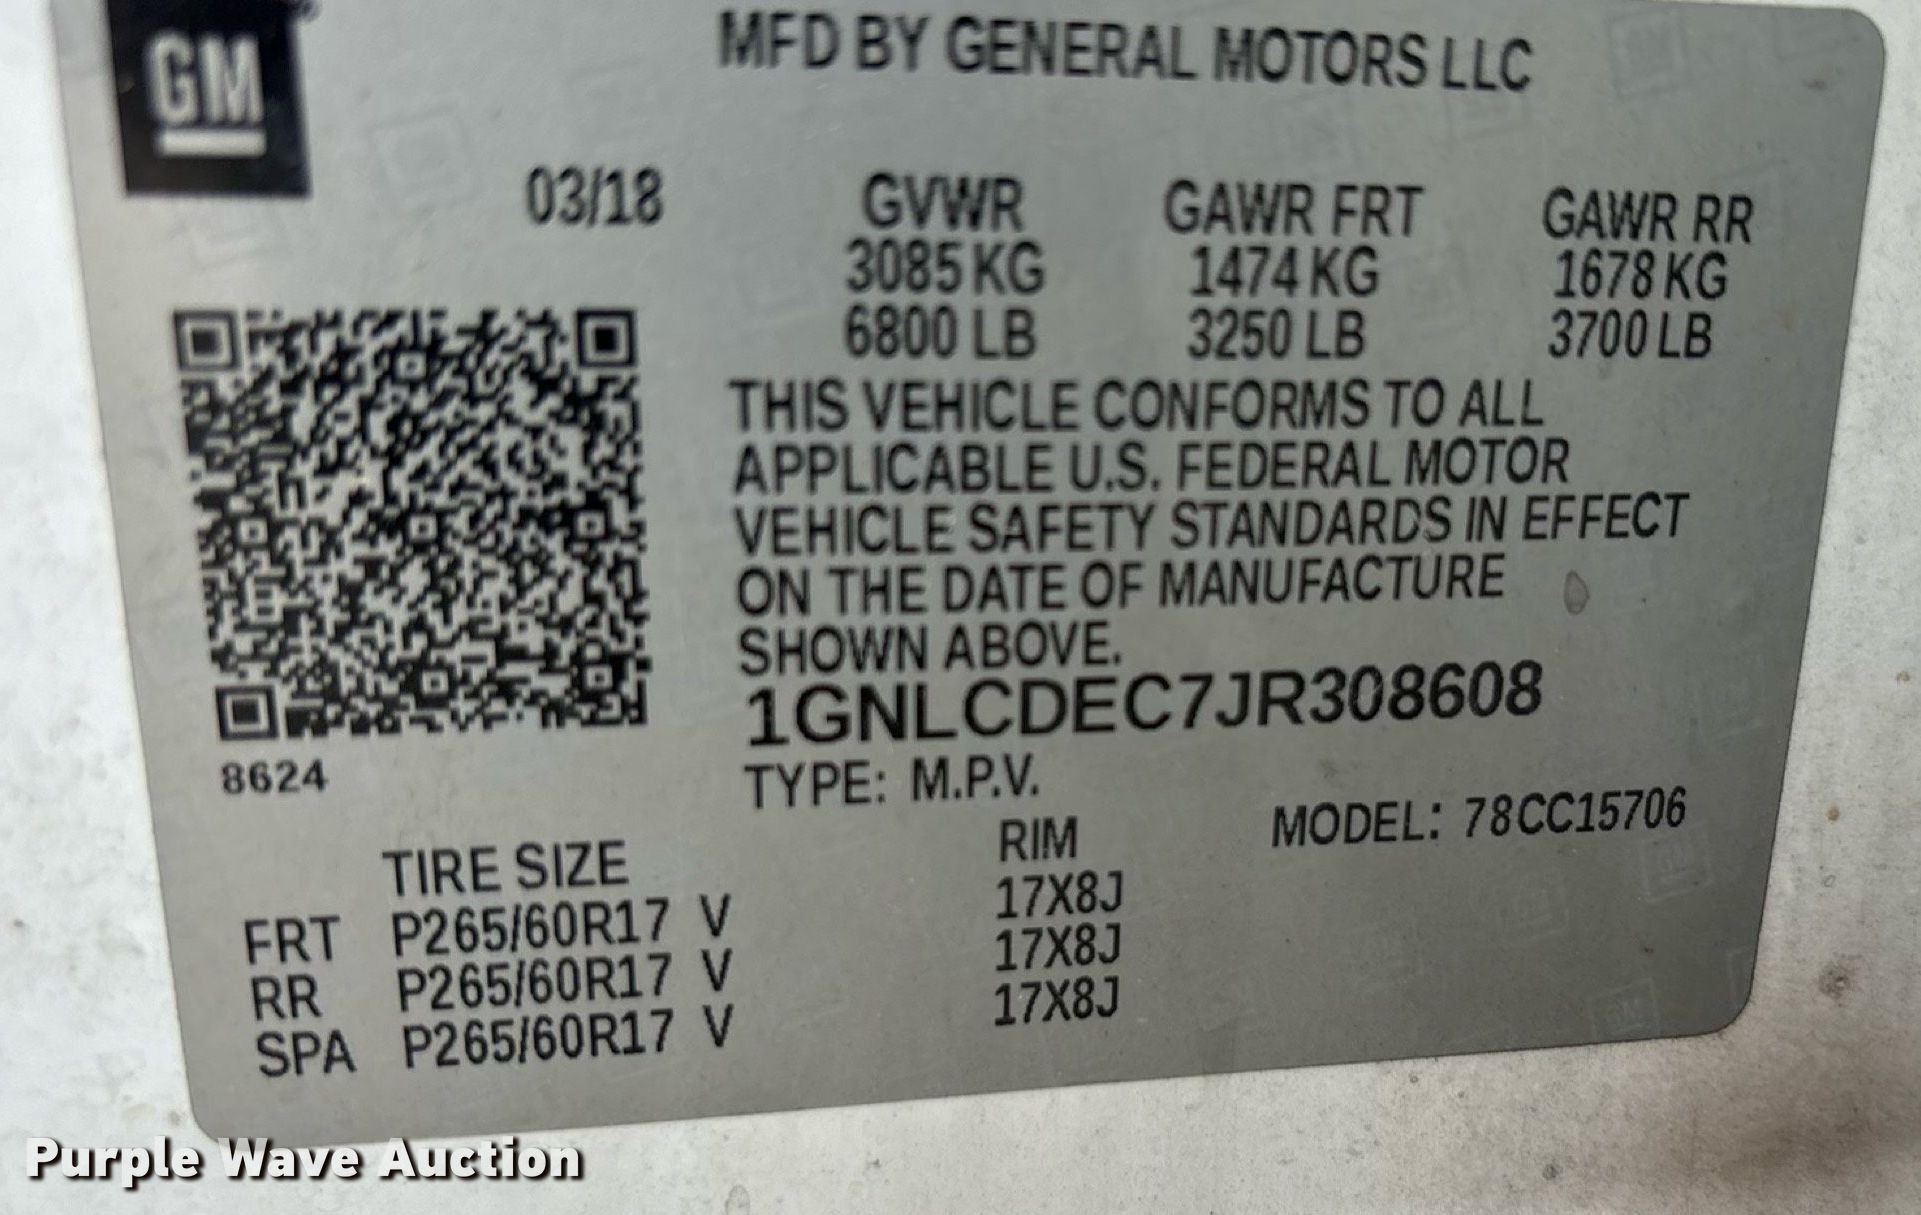 GM
MFD BY GENERAL MOTORS LLC
03/18 GVWR GAWR FRT GAWR RR
3085 KG 1474 KG 1678 KG
6800 LB 3250 LB 3700 LB
THIS VEHICLE CONFORMS TO ALL
APPLICABLE U.S. FEDERAL MOTOR
VEHICLE SAFETY STANDARDS IN EFFECT
ON THE DATE OF MANUFACTURE
SHOWN ABOVE.
1GNLCDEC7JR308608
8624
TYPE: M.P.V. MODEL: 78CC15706
TIRE SIZE RIM
FRT P265/60R17 V 17X8J
RR P265/60R17 V 17X8J
SPA P265/60R17 V 17X8J
Purple Wave Auction